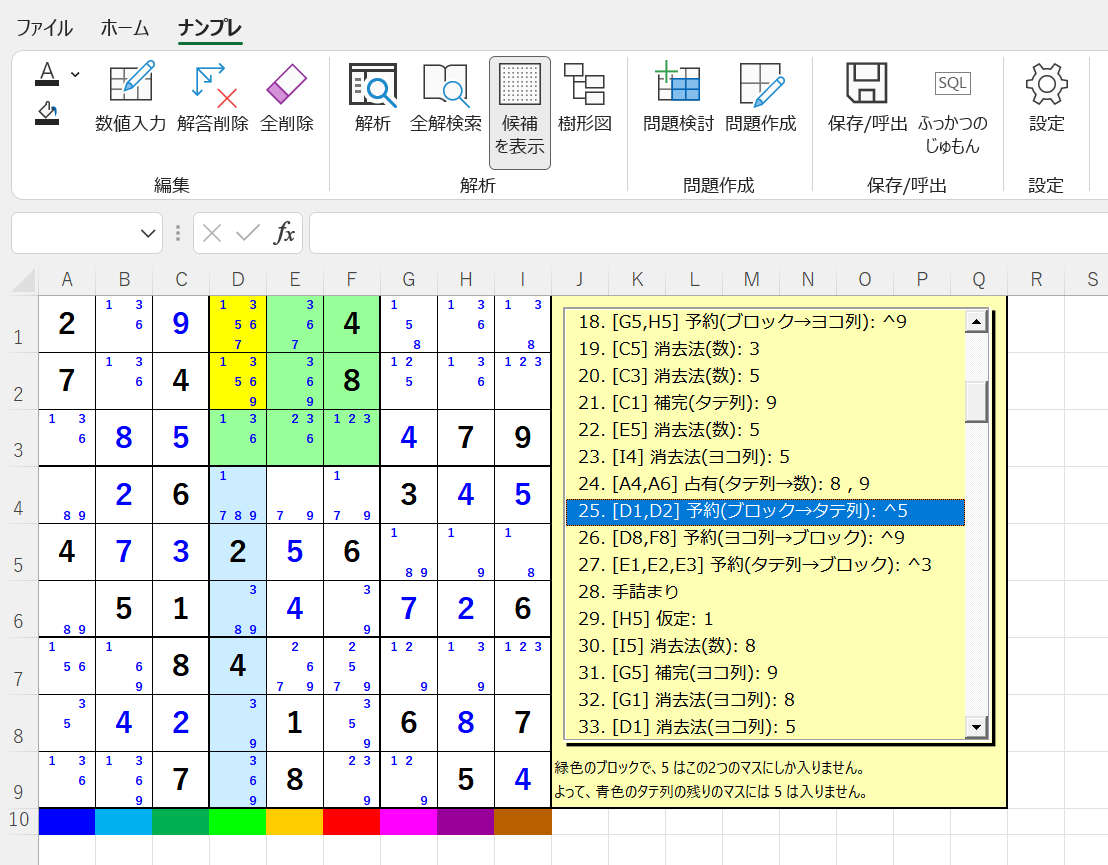 ファイル ホーム ナンプレ
A
SQL
数値入力 解答削除 全削除 解析 全解検索 候補 樹形図 問題検討 問題作成 保存/呼出 ふっかつの 設定
を表示 じゅもん
編集 解析 問題作成 保存/呼出 設定
fx
A B C D E F G H I J K L M N O P Q R S
1 3 1 3 3 1 1 3 1 3
1 2 6 9 5 6 6 4 5 6
7 7 8 8
1 3 1 3 3 1 2 1 3 1 2 3
2 7 6 4 5 6 6 8 5 6
9 9
1 3 1 3 2 3 1 2 3
3 6 8 5 6 6 4 7 9
1 1
4 2 6 3 4 5
8 9 7 8 9 7 9 7 9
1 1 1
5 4 7 3 2 5 6
8 9 9 8
3 3
6 5 1 4 7 2 6
8 9 8 9 9
1 1 2 2 1 2 1 3 1 2 3
7 5 6 6 8 4 6 5
9 7 9 7 9 9 9
3 3 3
8 5 4 2 1 5 6 8 7
9 9
1 3 1 3 3 2 3 1 2
9 6 6 7 6 8 5 4
9 9 9 9
10
18. [G5,H5] 予約(ブロック→ヨコ列): ^9
19. [C5] 消去法(数): 3
20. [C3] 消去法(数): 5
21. [C1] 補完(タテ列): 9
22. [E5] 消去法(数): 5
23. [I4] 消去法(ヨコ列): 5
24. [A4,A6] 占有(タテ列→数): 8 , 9
25. [D1,D2] 予約(ブロック→タテ列): ^5
26. [D8,F8] 予約(ヨコ列→ブロック): ^9
27. [E1,E2,E3] 予約(タテ列→ブロック): ^3
28. 手詰まり
29. [H5] 仮定: 1
30. [I5] 消去法(数): 8
31. [G5] 補完(ヨコ列): 9
32. [G1] 消去法(ヨコ列): 8
33. [D1] 消去法(ヨコ列): 5
緑色のブロックで、5 はこの2つのマスにしか入りません。
よって、青色のタテ列の残りのマスには 5 は入りません。